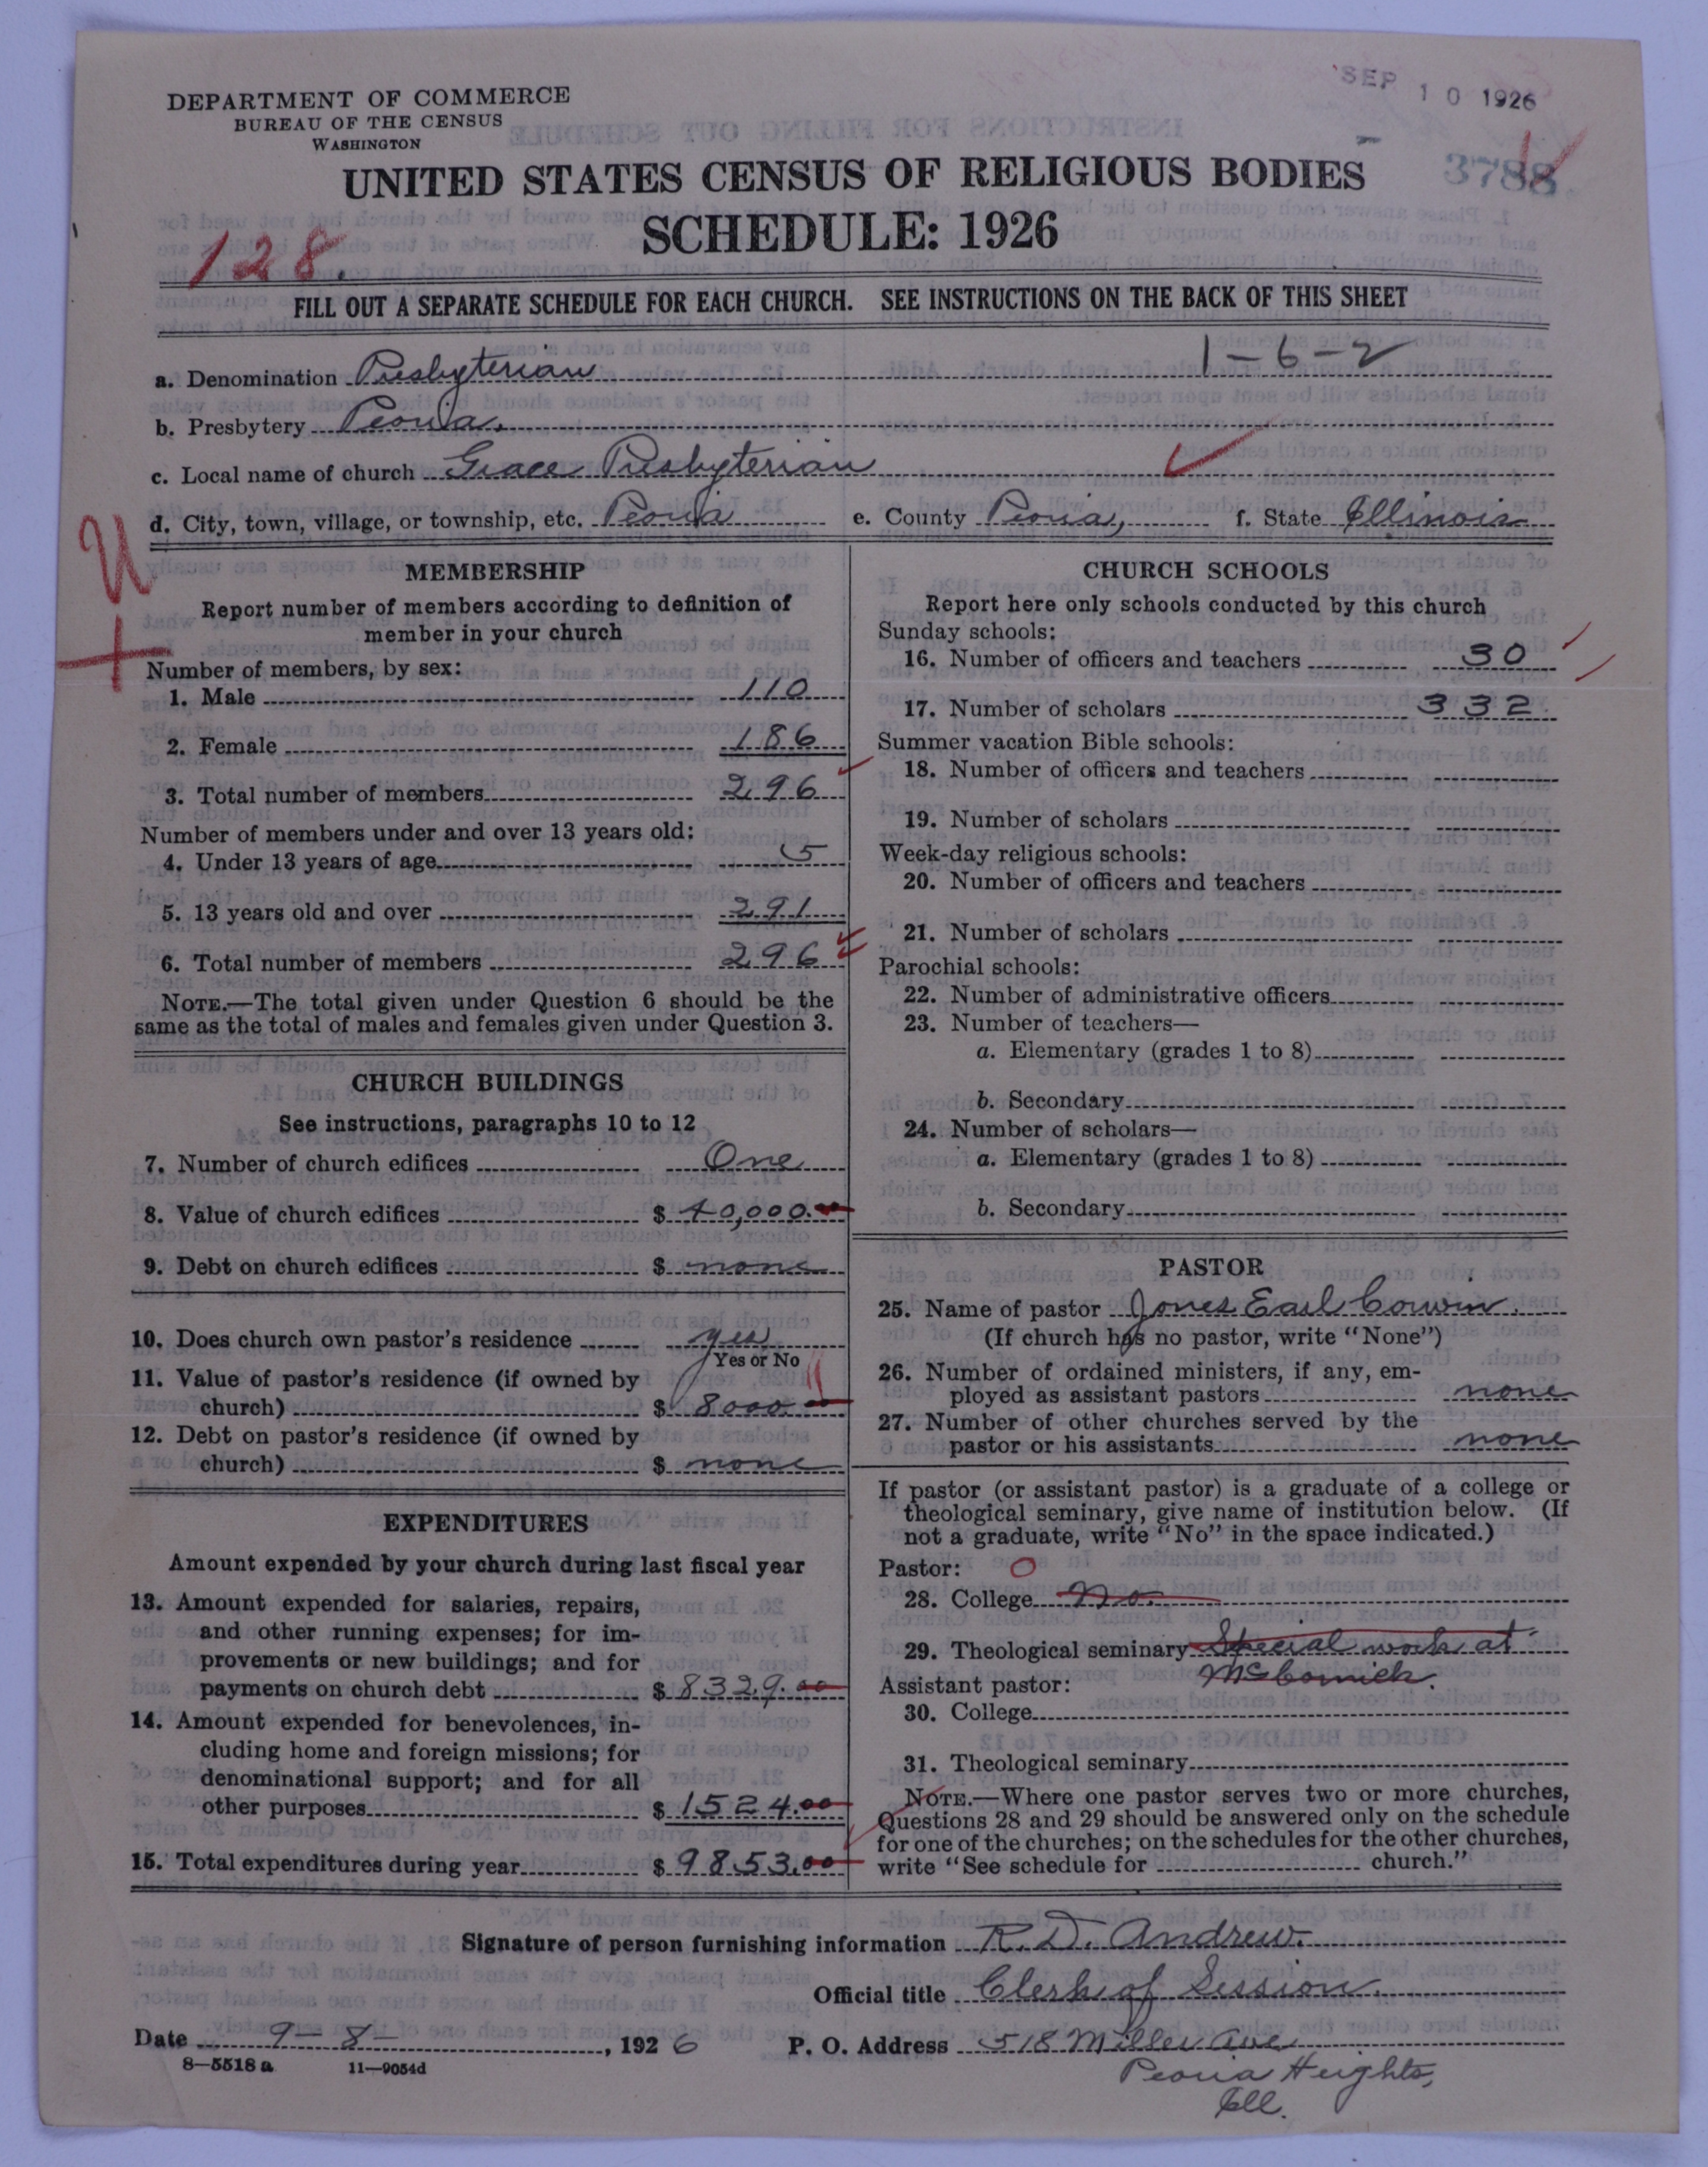 SEP 10 1926
DEPARTMENT OF COMMERCE
BUREAU OF THE CENSUS
WASHINGTON
3788
UNITED STATES CENSUS OF RELIGIOUS BODIES
SCHEDULE: 1926
128.
FILL OUT A SEPARATE SCHEDULE FOR EACH CHURCH. SEE INSTRUCTIONS ON THE BACK OF THIS SHEET
1-6-2
a. Denomination Presbyterian
b. Presbytery Peoria.
c. Local name of church Grace Presbyterian
d. City, town, village, or township, etc. Peoria e. County Peoria, f. State Illinois
U
+
MEMBERSHIP
Report number of members according to definition of
member in your church
Number of members, by sex:
1. Male 110
2. Female 186
3. Total number of members 296
Number of members under and over 13 years old:
4. Under 13 years of age 5
5. 13 years old and over 291
6. Total number of members 296
NOTE.—The total given under Question 6 should be the
same as the total of males and females given under Question 3.
CHURCH BUILDINGS
See instructions, paragraphs 10 to 12
7. Number of church edifices One
8. Value of church edifices $ 40,000.00
9. Debt on church edifices $ none
10. Does church own pastor's residence yes
Yes or No
11. Value of pastor's residence (if owned by
church) $ 8000.00
12. Debt on pastor's residence (if owned by
church) $ none
EXPENDITURES
Amount expended by your church during last fiscal year
13. Amount expended for salaries, repairs,
and other running expenses; for im-
provements or new buildings; and for
payments on church debt $ 8329.00
14. Amount expended for benevolences, in-
cluding home and foreign missions; for
denominational support; and for all
other purposes $ 1524.00
15. Total expenditures during year $ 9853.00
CHURCH SCHOOLS
Report here only schools conducted by this church
Sunday schools:
16. Number of officers and teachers 30
17. Number of scholars 332
Summer vacation Bible schools:
18. Number of officers and teachers
19. Number of scholars
Week-day religious schools:
20. Number of officers and teachers
21. Number of scholars
Parochial schools:
22. Number of administrative officers
23. Number of teachers—
a. Elementary (grades 1 to 8)
b. Secondary
24. Number of scholars—
a. Elementary (grades 1 to 8)
b. Secondary
PASTOR
25. Name of pastor Jones Earl Corwin.
(If church has no pastor, write "None")
26. Number of ordained ministers, if any, em-
ployed as assistant pastors none
27. Number of other churches served by the
pastor or his assistants none
If pastor (or assistant pastor) is a graduate of a college or
theological seminary, give name of institution below. (If
not a graduate, write "No" in the space indicated.)
Pastor: O
28. College No.
29. Theological seminary Special work at
McCormick.
Assistant pastor:
30. College
31. Theological seminary
NOTE.—Where one pastor serves two or more churches,
Questions 28 and 29 should be answered only on the schedule
for one of the churches; on the schedules for the other churches,
write "See schedule for church."
Signature of person furnishing information R. D. Andrew.
Official title Clerk of Session.
Date 9-8-, 1926 P. O. Address 518 Miller Ave
Peoria Heights,
Ill.
8—5518 a 11—9054d